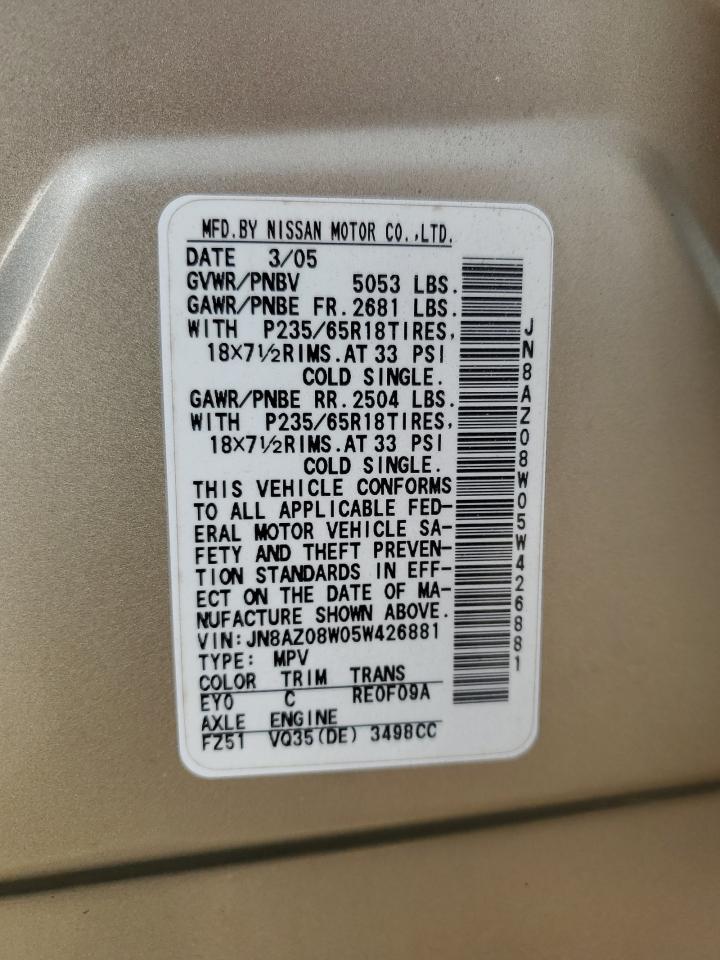 MFD.BY NISSAN MOTOR CO.,LTD.
DATE 3/05
GVWR/PNBV 5053 LBS.
GAWR/PNBE FR.2681 LBS.
WITH P235/65R18TIRES,
18X7½RIMS.AT 33 PSI
COLD SINGLE.
GAWR/PNBE RR.2504 LBS.
WITH P235/65R18TIRES,
18X7½RIMS.AT 33 PSI
COLD SINGLE.
THIS VEHICLE CONFORMS
TO ALL APPLICABLE FED-
ERAL MOTOR VEHICLE SA-
FETY AND THEFT PREVEN-
TION STANDARDS IN EFF-
ECT ON THE DATE OF MA-
NUFACTURE SHOWN ABOVE.
VIN:JN8AZ08W05W426881
TYPE: MPV
COLOR TRIM TRANS
EY0 C RE0F09A
AXLE ENGINE
FZ51 VQ35(DE) 3498CC
JN8AZ08W05W426881